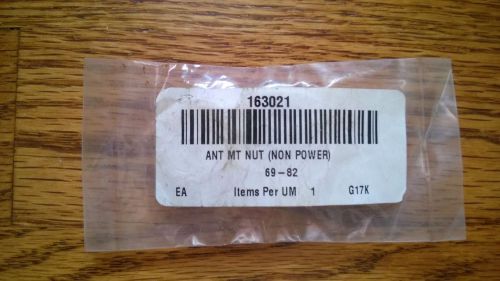 163021
ANT MT NUT (NON POWER)
69-82
EA Items Per UM 1 G17K